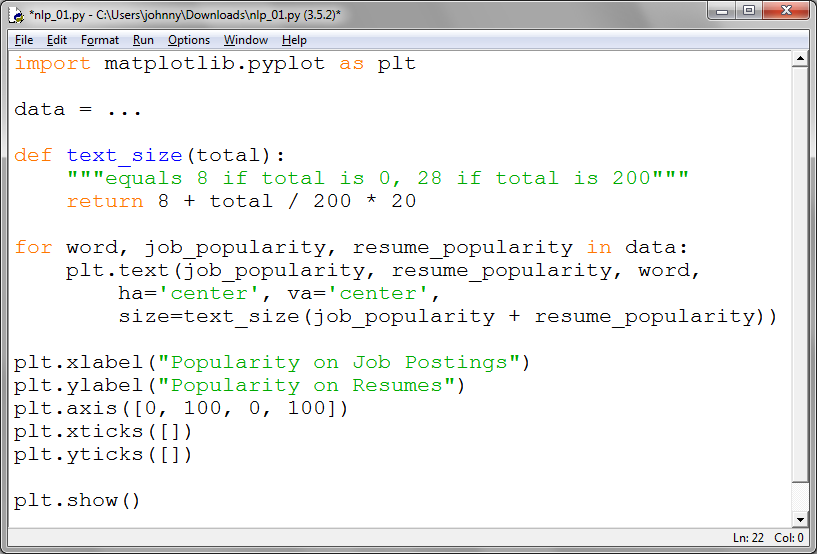 *nlp_01.py - C:\Users\johnny\Downloads\nlp_01.py (3.5.2)*
File Edit Format Run Options Window Help
import matplotlib.pyplot as plt

data = ...

def text_size(total):
    """equals 8 if total is 0, 28 if total is 200"""
    return 8 + total / 200 * 20

for word, job_popularity, resume_popularity in data:
    plt.text(job_popularity, resume_popularity, word,
        ha='center', va='center',
        size=text_size(job_popularity + resume_popularity))

plt.xlabel("Popularity on Job Postings")
plt.ylabel("Popularity on Resumes")
plt.axis([0, 100, 0, 100])
plt.xticks([])
plt.yticks([])

plt.show()
Ln: 22 Col: 0